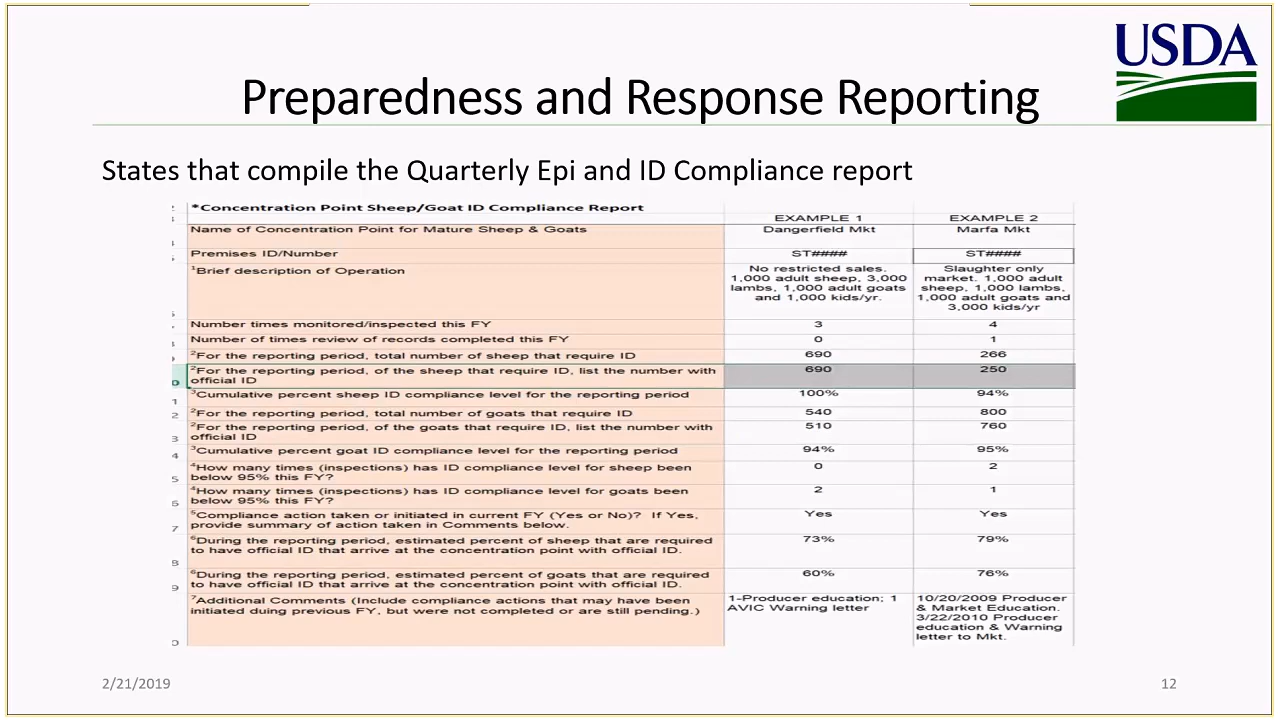 USDA
Preparedness and Response Reporting
States that compile the Quarterly Epi and ID Compliance report
*Concentration Point Sheep/Goat ID Compliance Report
EXAMPLE 1 EXAMPLE 2
Name of Concentration Point for Mature Sheep & Goats Dangerfield Mkt Marfa Mkt
Premises ID/Number ST#### ST####
¹Brief description of Operation
No restricted sales.
1,000 adult sheep, 3,000
lambs, 1,000 adult goats
and 1,000 kids/yr.
Slaughter only
market. 1,000 adult
sheep, 1,000 lambs,
1,000 adult goats and
3,000 kids/yr
Number times monitored/inspected this FY 3 4
Number of times review of records completed this FY 0 1
²For the reporting period, total number of sheep that require ID 690 266
²For the reporting period, of the sheep that require ID, list the number with
official ID
690 250
³Cumulative percent sheep ID compliance level for the reporting period 100% 94%
²For the reporting period, total number of goats that require ID 540 800
²For the reporting period, of the goats that require ID, list the number with
official ID
510 760
³Cumulative percent goat ID compliance level for the reporting period 94% 95%
⁴How many times (inspections) has ID compliance level for sheep been
below 95% this FY?
0 2
⁴How many times (inspections) has ID compliance level for goats been
below 95% this FY?
2 1
⁵Compliance action taken or initiated in current FY (Yes or No)? If Yes,
provide summary of action taken in Comments below.
Yes Yes
⁶During the reporting period, estimated percent of sheep that are required
to have official ID that arrive at the concentration point with official ID.
73% 79%
⁶During the reporting period, estimated percent of goats that are required
to have official ID that arrive at the concentration point with official ID.
60% 76%
⁷Additional Comments (Include compliance actions that may have been
initiated duing previous FY, but were not completed or are still pending.)
1-Producer education; 1
AVIC Warning letter
10/20/2009 Producer
& Market Education.
3/22/2010 Producer
education & Warning
letter to Mkt.
2/21/2019
12